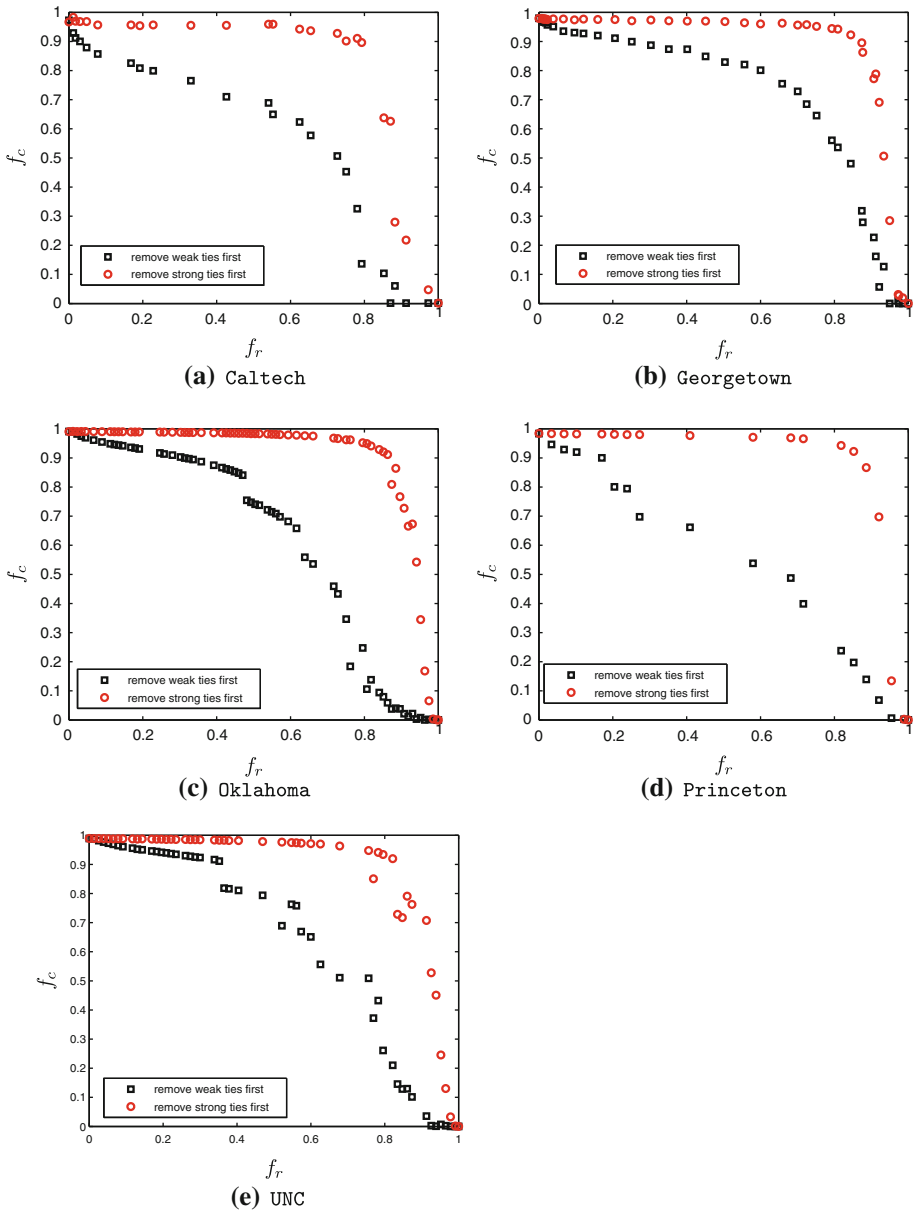 1
0.9
0.8
0.7
0.6
0.5
0.4
0.3
0.2
0.1
0
f_c
remove weak ties first
remove strong ties first
0 0.2 0.4 0.6 0.8 1
f_r
(a) Caltech
1
0.9
0.8
0.7
0.6
0.5
0.4
0.3
0.2
0.1
0
f_c
remove weak ties first
remove strong ties first
0 0.2 0.4 0.6 0.8 1
f_r
(b) Georgetown
1
0.9
0.8
0.7
0.6
0.5
0.4
0.3
0.2
0.1
0
f_c
remove weak ties first
remove strong ties first
0 0.2 0.4 0.6 0.8 1
f_r
(c) Oklahoma
1
0.9
0.8
0.7
0.6
0.5
0.4
0.3
0.2
0.1
0
f_c
remove weak ties first
remove strong ties first
0 0.2 0.4 0.6 0.8 1
f_r
(d) Princeton
1
0.9
0.8
0.7
0.6
0.5
0.4
0.3
0.2
0.1
0
f_c
remove weak ties first
remove strong ties first
0 0.2 0.4 0.6 0.8 1
f_r
(e) UNC